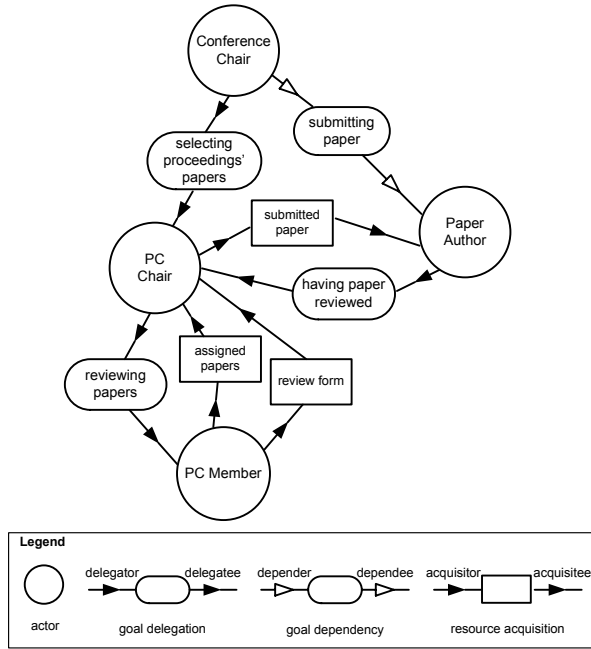 Conference
Chair
submitting
paper
selecting
proceedings'
papers
submitted
paper
Paper
Author
PC
Chair
having paper
reviewed
assigned
papers
review form
reviewing
papers
PC Member
Legend
delegator delegatee depender dependee acquisitor acquisitee
actor goal delegation goal dependency resource acquisition